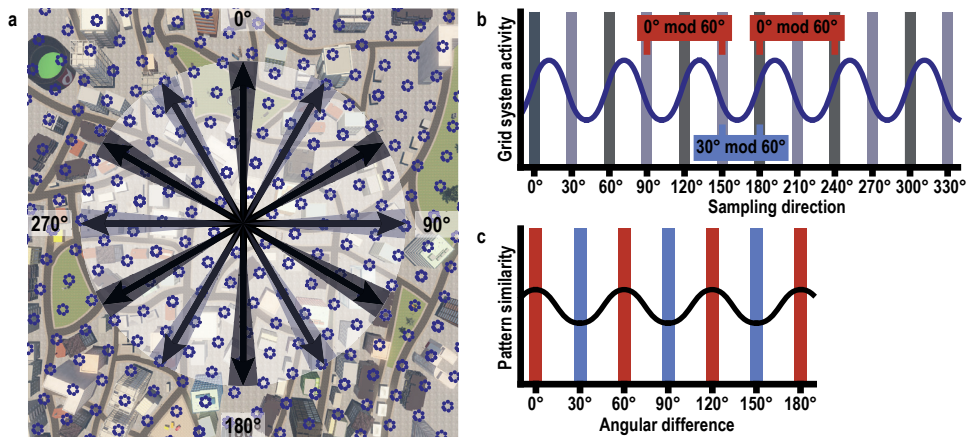 a
0°
270°
90°
180°
b
Grid system activity
0° mod 60°
0° mod 60°
30° mod 60°
0° 30° 60° 90° 120° 150° 180° 210° 240° 270° 300° 330°
Sampling direction
c
Pattern similarity
0° 30° 60° 90° 120° 150° 180°
Angular difference